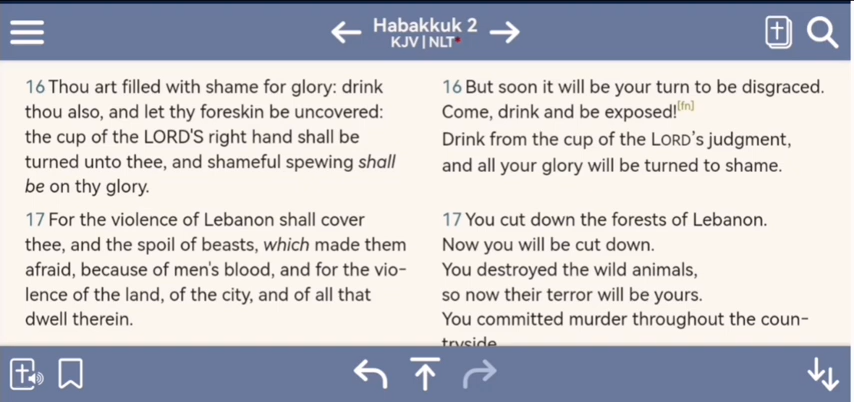 Habakkuk 2
KJV | NLT*
16 Thou art filled with shame for glory: drink
thou also, and let thy foreskin be uncovered:
the cup of the LORD'S right hand shall be
turned unto thee, and shameful spewing shall
be on thy glory.
17 For the violence of Lebanon shall cover
thee, and the spoil of beasts, which made them
afraid, because of men's blood, and for the vio-
lence of the land, of the city, and of all that
dwell therein.
16 But soon it will be your turn to be disgraced.
Come, drink and be exposed![fn]
Drink from the cup of the LORD’s judgment,
and all your glory will be turned to shame.
17 You cut down the forests of Lebanon.
Now you will be cut down.
You destroyed the wild animals,
so now their terror will be yours.
You committed murder throughout the coun-
tryside